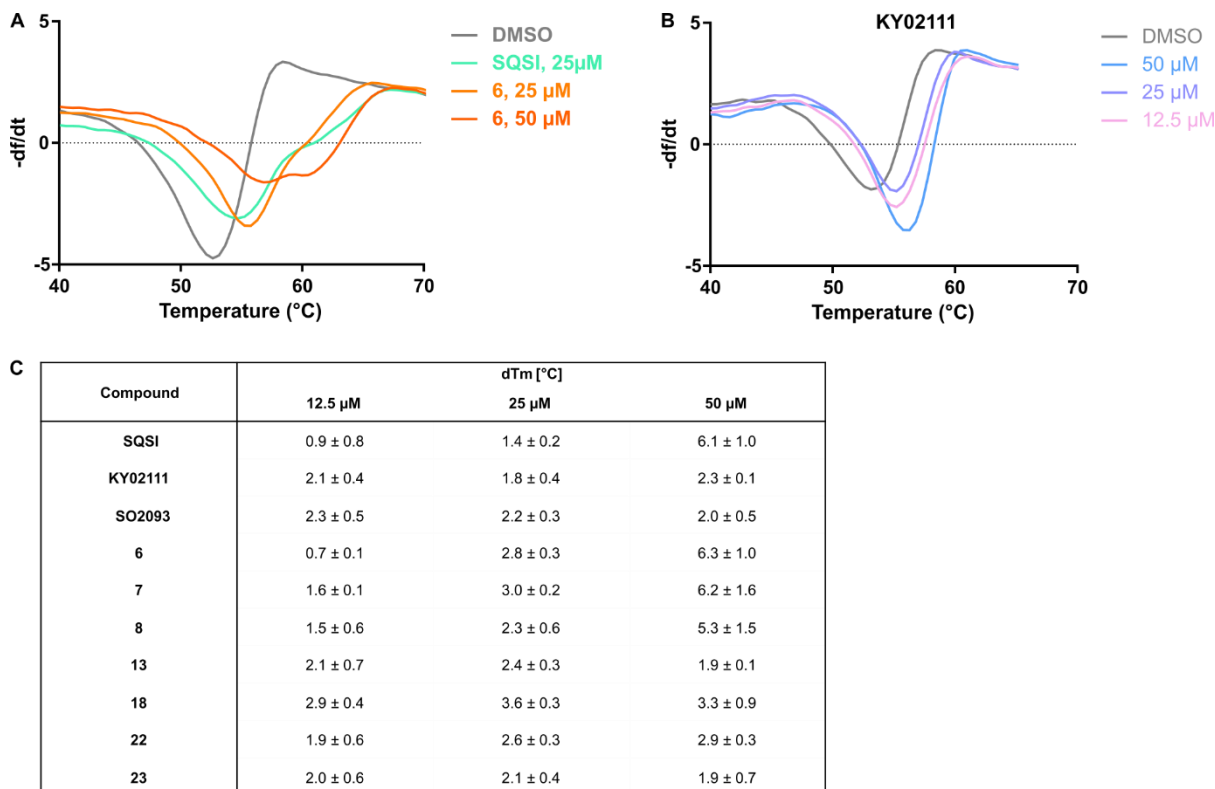 A
5
0
-5
-df/dt
40 50 60 70
Temperature (°C)
DMSO
SQSI, 25µM
6, 25 µM
6, 50 µM
B
KY02111
5
0
-5
-df/dt
40 50 60 70
Temperature (°C)
DMSO
50 µM
25 µM
12.5 µM
C
Compound dTm [°C]
12.5 µM 25 µM 50 µM
SQSI 0.9 ± 0.8 1.4 ± 0.2 6.1 ± 1.0
KY02111 2.1 ± 0.4 1.8 ± 0.4 2.3 ± 0.1
SO2093 2.3 ± 0.5 2.2 ± 0.3 2.0 ± 0.5
6 0.7 ± 0.1 2.8 ± 0.3 6.3 ± 1.0
7 1.6 ± 0.1 3.0 ± 0.2 6.2 ± 1.6
8 1.5 ± 0.6 2.3 ± 0.6 5.3 ± 1.5
13 2.1 ± 0.7 2.4 ± 0.3 1.9 ± 0.1
18 2.9 ± 0.4 3.6 ± 0.3 3.3 ± 0.9
22 1.9 ± 0.6 2.6 ± 0.3 2.9 ± 0.3
23 2.0 ± 0.6 2.1 ± 0.4 1.9 ± 0.7